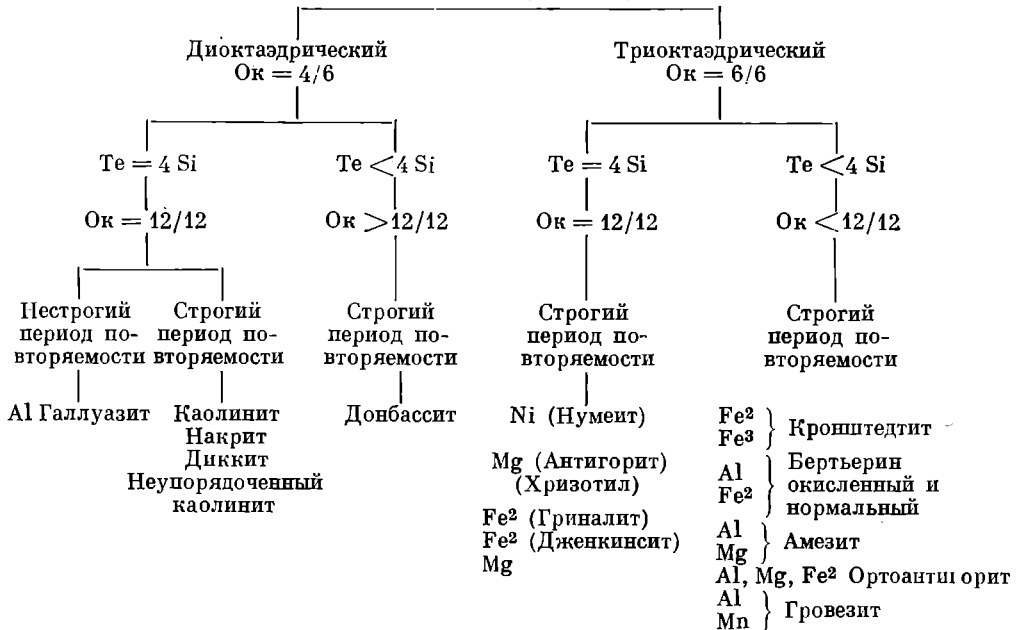 Диоктаэдрический
Ок = 4/6
Триоктаэдрический
Ок = 6/6
Те = 4 Si
Те < 4 Si
Те = 4 Si
Те < 4 Si
Ок = 12/12
Ок > 12/12
Ок = 12/12
Ок < 12/12
Нестрогий
период по-
вторяемости
Строгий
период по-
вторяемости
Строгий
период по-
вторяемости
Строгий
период по-
вторяемости
Строгий
период по-
вторяемости
Al Галлуазит
Каолинит
Накрит
Диккит
Неупорядоченный
каолинит
Донбассит
Ni (Нумеит)
Mg (Антигорит)
(Хризотил)
Fe² (Гриналит)
Fe² (Дженкинсит)
Mg
Fe²
Fe³ } Кронштедтит
Al
Fe² } Бертьерин
окисленный и
нормальный
Al
Mg } Амезит
Al, Mg, Fe² Ортоантигорит
Al
Mn } Гровезит